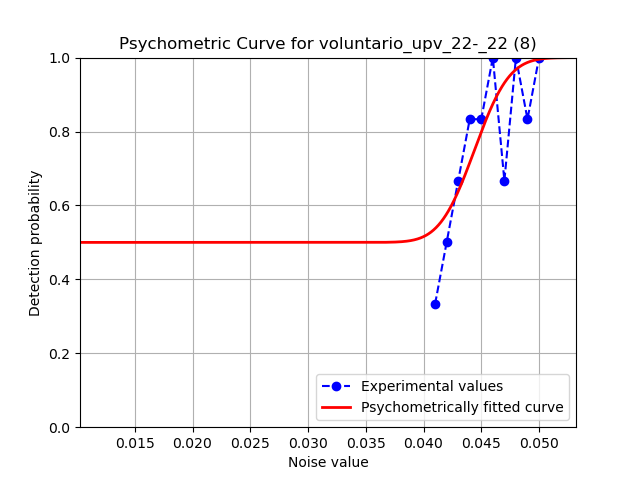 Psychometric Curve for voluntario_upv_22-_22 (8)
1.0
0.8
0.6
0.4
0.2
0.0
Detection probability
Experimental values
Psychometrically fitted curve
0.015 0.020 0.025 0.030 0.035 0.040 0.045 0.050
Noise value